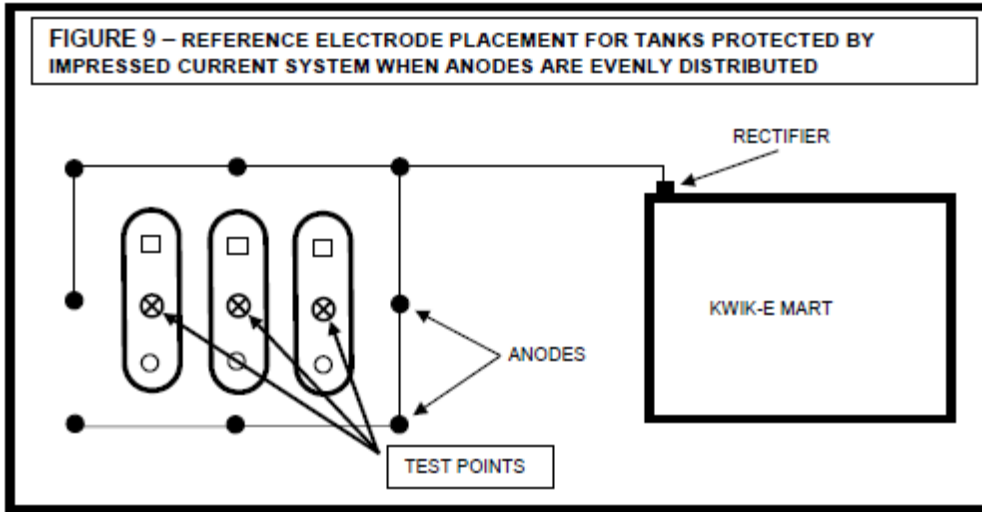 FIGURE 9 – REFERENCE ELECTRODE PLACEMENT FOR TANKS PROTECTED BY
IMPRESSED CURRENT SYSTEM WHEN ANODES ARE EVENLY DISTRIBUTED
RECTIFIER
KWIK-E MART
ANODES
TEST POINTS